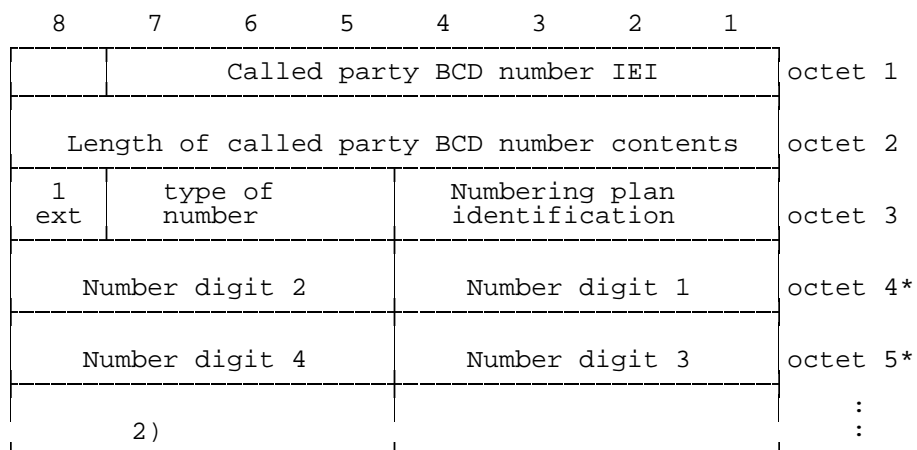 8 7 6 5 4 3 2 1
Called party BCD number IEI octet 1
Length of called party BCD number contents octet 2
1 type of Numbering plan
ext number identification octet 3
Number digit 2 Number digit 1 octet 4*
Number digit 4 Number digit 3 octet 5*
:
2) :